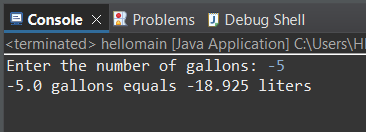 Console Problems Debug Shell
<terminated> hellomain [Java Application] C:\Users\H
Enter the number of gallons: -5
-5.0 gallons equals -18.925 liters